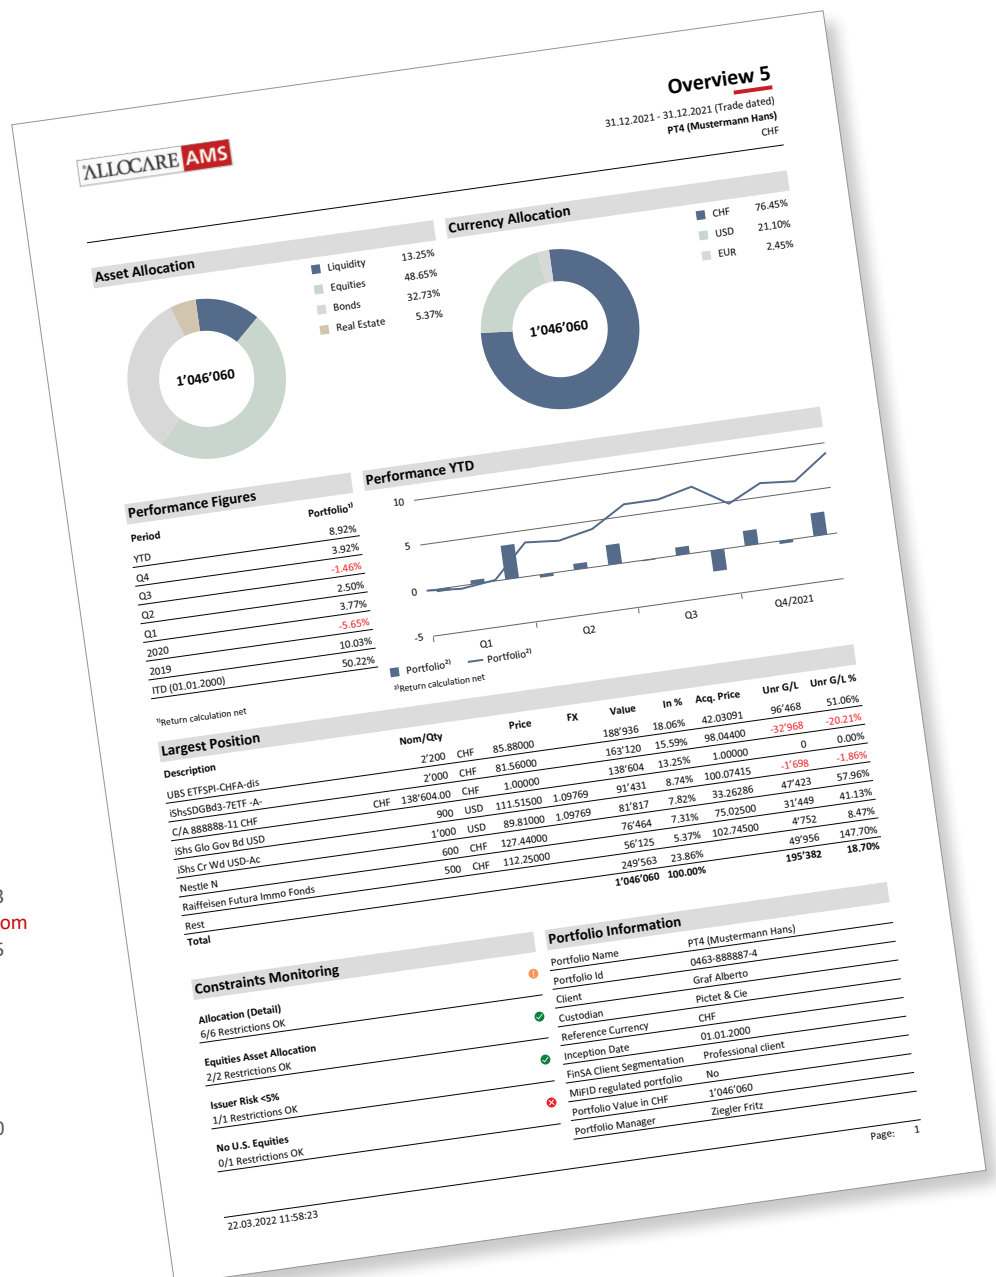 Overview 5
31.12.2021 - 31.12.2021 (Trade dated)
PT4 (Mustermann Hans)
CHF
ALLOCARE AMS
Asset Allocation
Liquidity 13.25%
Equities 48.65%
Bonds 32.73%
Real Estate 5.37%
1’046’060
Currency Allocation
CHF 76.45%
USD 21.10%
EUR 2.45%
1’046’060
Performance Figures
Period Portfolio¹⁾
YTD 8.92%
Q4 3.92%
Q3 -1.46%
Q2 2.50%
Q1 3.77%
2020 -5.65%
2019 10.03%
ITD (01.01.2000) 50.22%
¹⁾Return calculation net
Performance YTD
10
5
0
-5
Q1 Q2 Q3 Q4/2021
Portfolio²⁾ Portfolio²⁾
²⁾Return calculation net
Largest Position
Description Nom/Qty Price FX Value In % Acq. Price Unr G/L Unr G/L %
UBS ETFSPI-CHFA-dis 2’200 CHF 85.88000 188’936 18.06% 42.03091 96’468 51.06%
iShsSDGBd3-7ETF -A- 2’000 CHF 81.56000 163’120 15.59% 98.04400 -32’968 -20.21%
C/A 888888-11 CHF CHF 138’604.00 CHF 1.00000 138’604 13.25% 1.00000 0 0.00%
iShs Glo Gov Bd USD 900 USD 111.51500 1.09769 91’431 8.74% 100.07415 -1’698 -1.86%
iShs Cr Wd USD-Ac 1’000 USD 89.81000 1.09769 81’817 7.82% 33.26286 47’423 57.96%
Nestle N 600 CHF 127.44000 76’464 7.31% 75.02500 31’449 41.13%
Raiffeisen Futura Immo Fonds 500 CHF 112.25000 56’125 5.37% 102.74500 4’752 8.47%
Rest 249’563 23.86% 49’956 147.70%
Total 1’046’060 100.00% 195’382 18.70%
Constraints Monitoring
Allocation (Detail)
6/6 Restrictions OK
Equities Asset Allocation
2/2 Restrictions OK
Issuer Risk <5%
1/1 Restrictions OK
No U.S. Equities
0/1 Restrictions OK
Portfolio Information
Portfolio Name PT4 (Mustermann Hans)
Portfolio Id 0463-888887-4
Client Graf Alberto
Custodian Pictet & Cie
Reference Currency CHF
Inception Date 01.01.2000
FinSA Client Segmentation Professional client
MiFID regulated portfolio No
Portfolio Value in CHF 1’046’060
Portfolio Manager Ziegler Fritz
22.03.2022 11:58:23
Page: 1
om